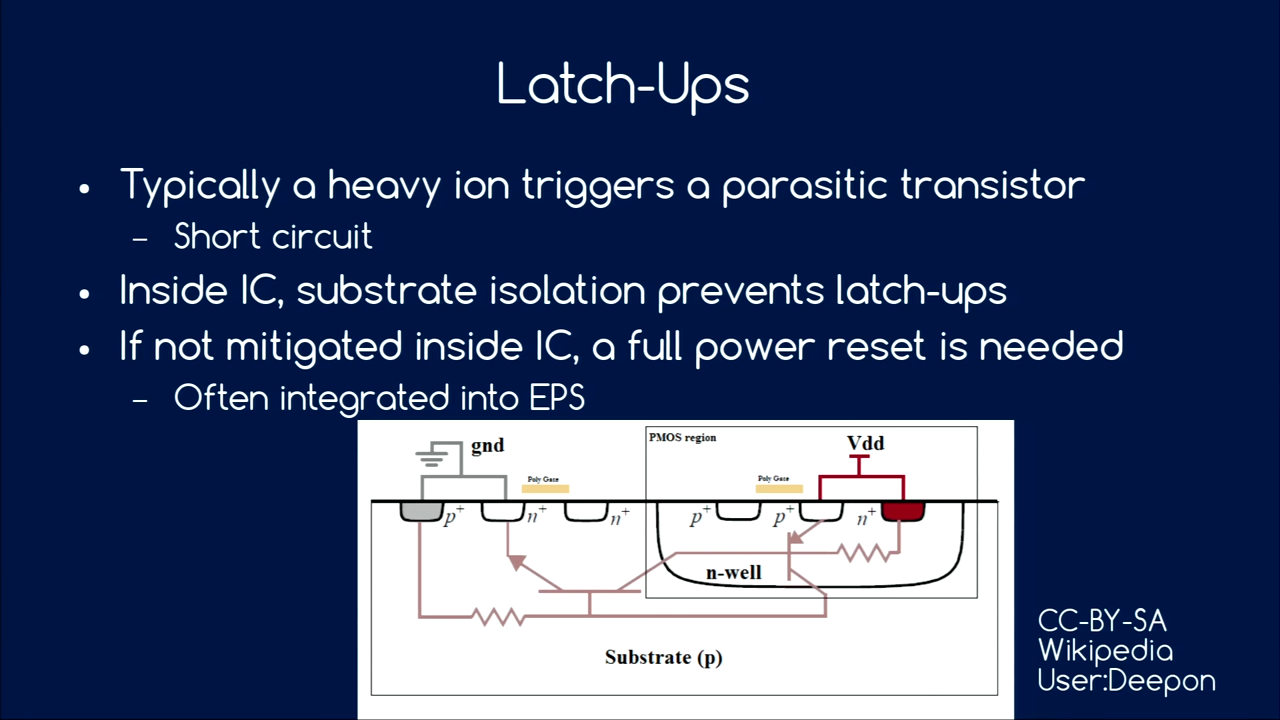 Latch-Ups
• Typically a heavy ion triggers a parasitic transistor
– Short circuit
• Inside IC, substrate isolation prevents latch-ups
• If not mitigated inside IC, a full power reset is needed
– Often integrated into EPS
gnd
Poly Gate
PMOS region
Poly Gate
Vdd
p+
n+
n+
p+
p+
n+
n-well
Substrate (p)
CC-BY-SA
Wikipedia
User:Deepon